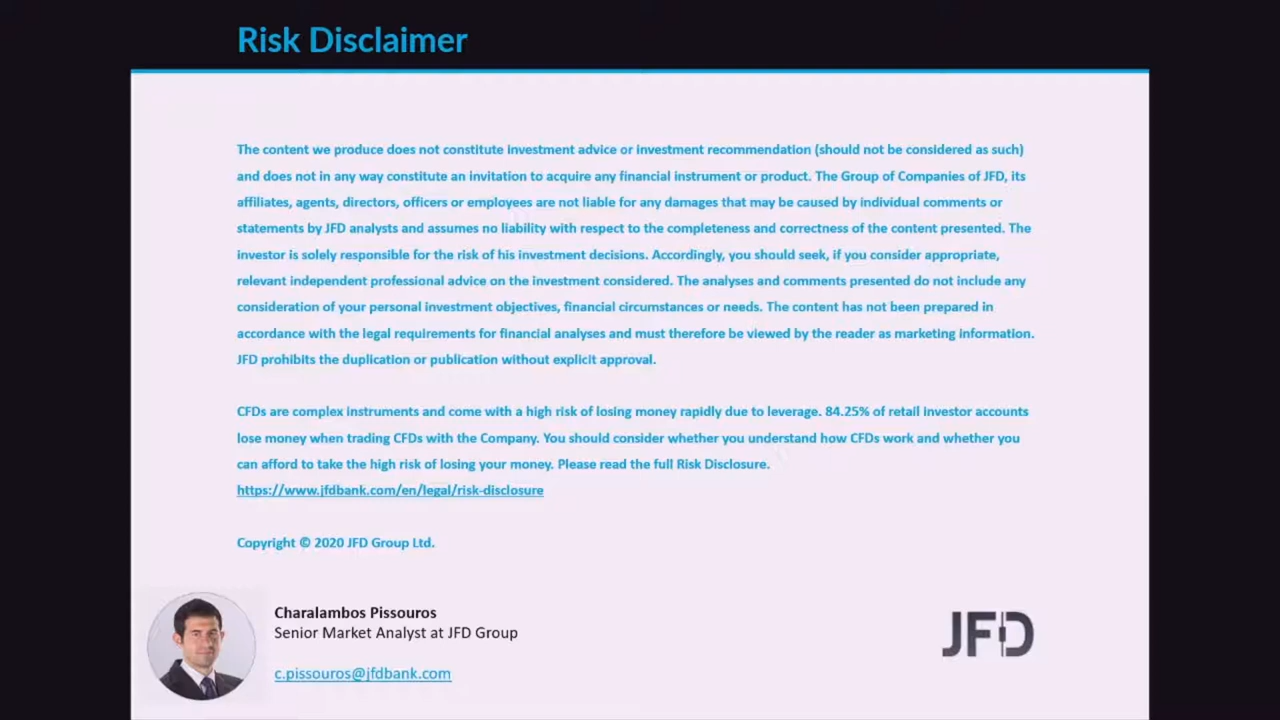 Risk Disclaimer
The content we produce does not constitute investment advice or investment recommendation (should not be considered as such)
and does not in any way constitute an invitation to acquire any financial instrument or product. The Group of Companies of JFD, its
affiliates, agents, directors, officers or employees are not liable for any damages that may be caused by individual comments or
statements by JFD analysts and assumes no liability with respect to the completeness and correctness of the content presented. The
investor is solely responsible for the risk of his investment decisions. Accordingly, you should seek, if you consider appropriate,
relevant independent professional advice on the investment considered. The analyses and comments presented do not include any
consideration of your personal investment objectives, financial circumstances or needs. The content has not been prepared in
accordance with the legal requirements for financial analyses and must therefore be viewed by the reader as marketing information.
JFD prohibits the duplication or publication without explicit approval.
CFDs are complex instruments and come with a high risk of losing money rapidly due to leverage. 84.25% of retail investor accounts
lose money when trading CFDs with the Company. You should consider whether you understand how CFDs work and whether you
can afford to take the high risk of losing your money. Please read the full Risk Disclosure.
https://www.jfdbank.com/en/legal/risk-disclosure
Copyright © 2020 JFD Group Ltd.
Charalambos Pissouros
Senior Market Analyst at JFD Group
c.pissouros@jfdbank.com
JFD